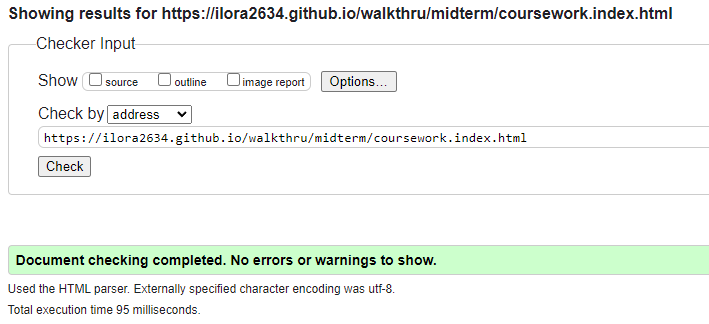 Showing results for https://ilora2634.github.io/walkthru/midterm/coursework.index.html
Checker Input
Show source outline image report Options...
Check by address
https://ilora2634.github.io/walkthru/midterm/coursework.index.html
Check
Document checking completed. No errors or warnings to show.
Used the HTML parser. Externally specified character encoding was utf-8.
Total execution time 95 milliseconds.